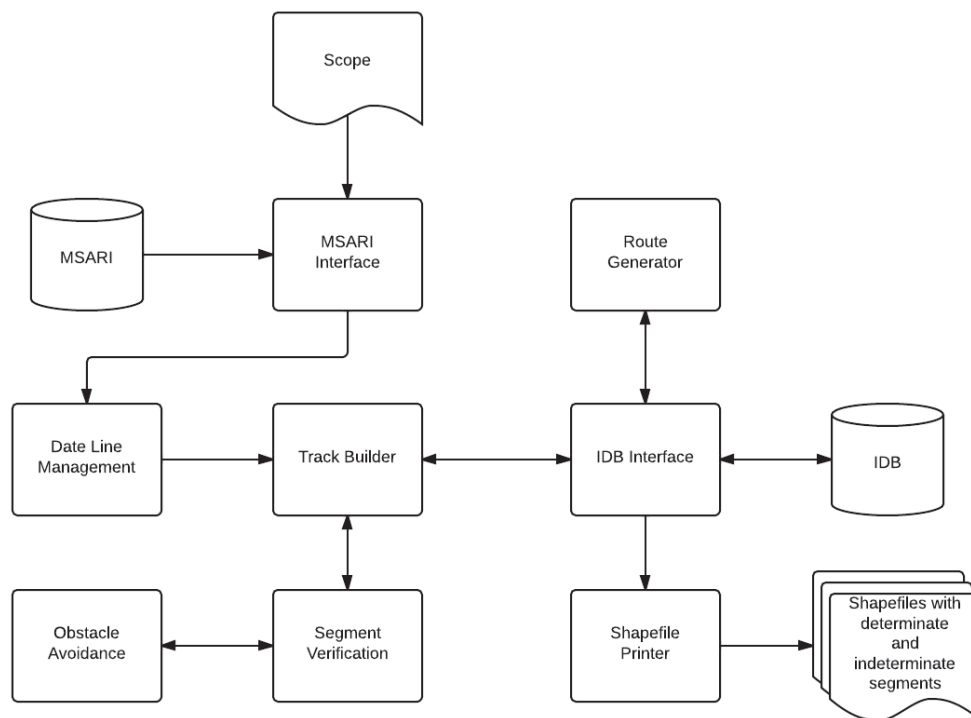 Scope
MSARI
MSARI
Interface
Route
Generator
Date Line
Management
Track Builder
IDB Interface
IDB
Obstacle
Avoidance
Segment
Verification
Shapefile
Printer
Shapefiles with
determinate
and
indeterminate
segments